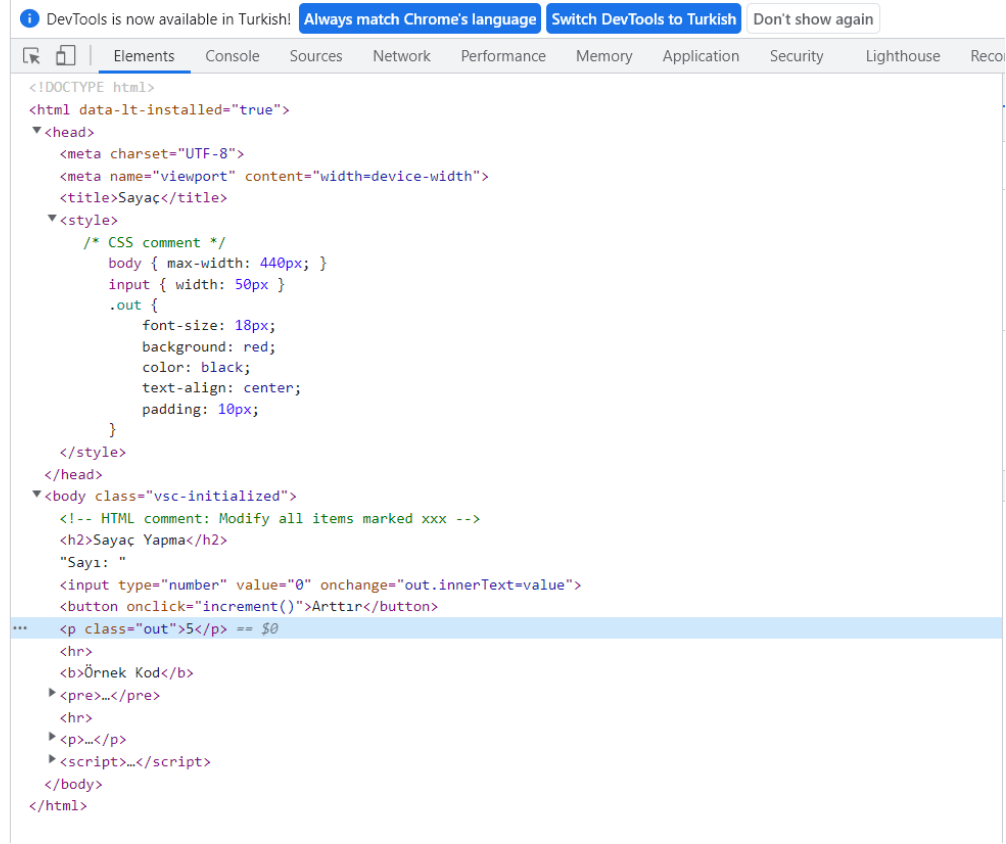 DevTools is now available in Turkish! Always match Chrome's language Switch DevTools to Turkish Don't show again
Elements Console Sources Network Performance Memory Application Security Lighthouse Reco
<!DOCTYPE html>
<html data-lt-installed="true">
<head>
<meta charset="UTF-8">
<meta name="viewport" content="width=device-width">
<title>Sayaç</title>
<style>
/* CSS comment */
body { max-width: 440px; }
input { width: 50px }
.out {
font-size: 18px;
background: red;
color: black;
text-align: center;
padding: 10px;
}
</style>
</head>
<body class="vsc-initialized">
<!-- HTML comment: Modify all items marked xxx -->
<h2>Sayaç Yapma</h2>
"Sayı: "
<input type="number" value="0" onchange="out.innerText=value">
<button onclick="increment()">Arttır</button>
<p class="out">5</p> == $0
<hr>
<b>Örnek Kod</b>
<pre>…</pre>
<hr>
<p>…</p>
<script>…</script>
</body>
</html>